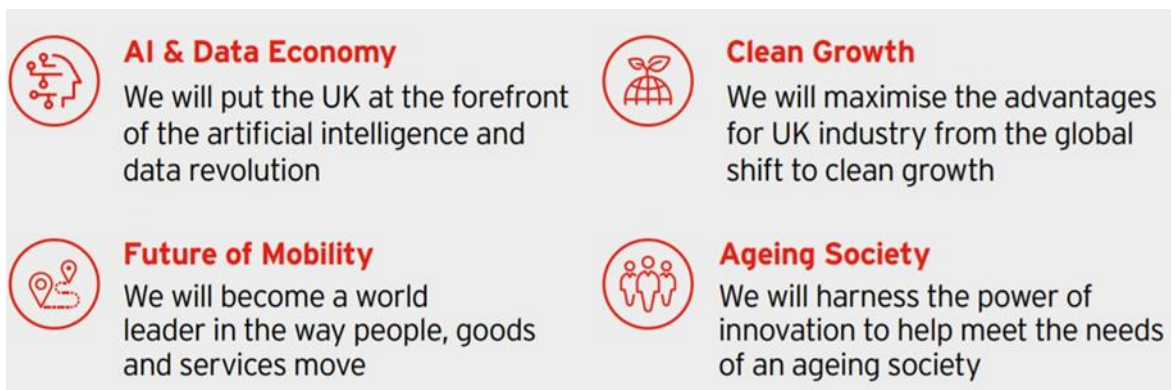 AI & Data Economy
We will put the UK at the forefront
of the artificial intelligence and
data revolution
Clean Growth
We will maximise the advantages
for UK industry from the global
shift to clean growth
Future of Mobility
We will become a world
leader in the way people, goods
and services move
Ageing Society
We will harness the power of
innovation to help meet the needs
of an ageing society